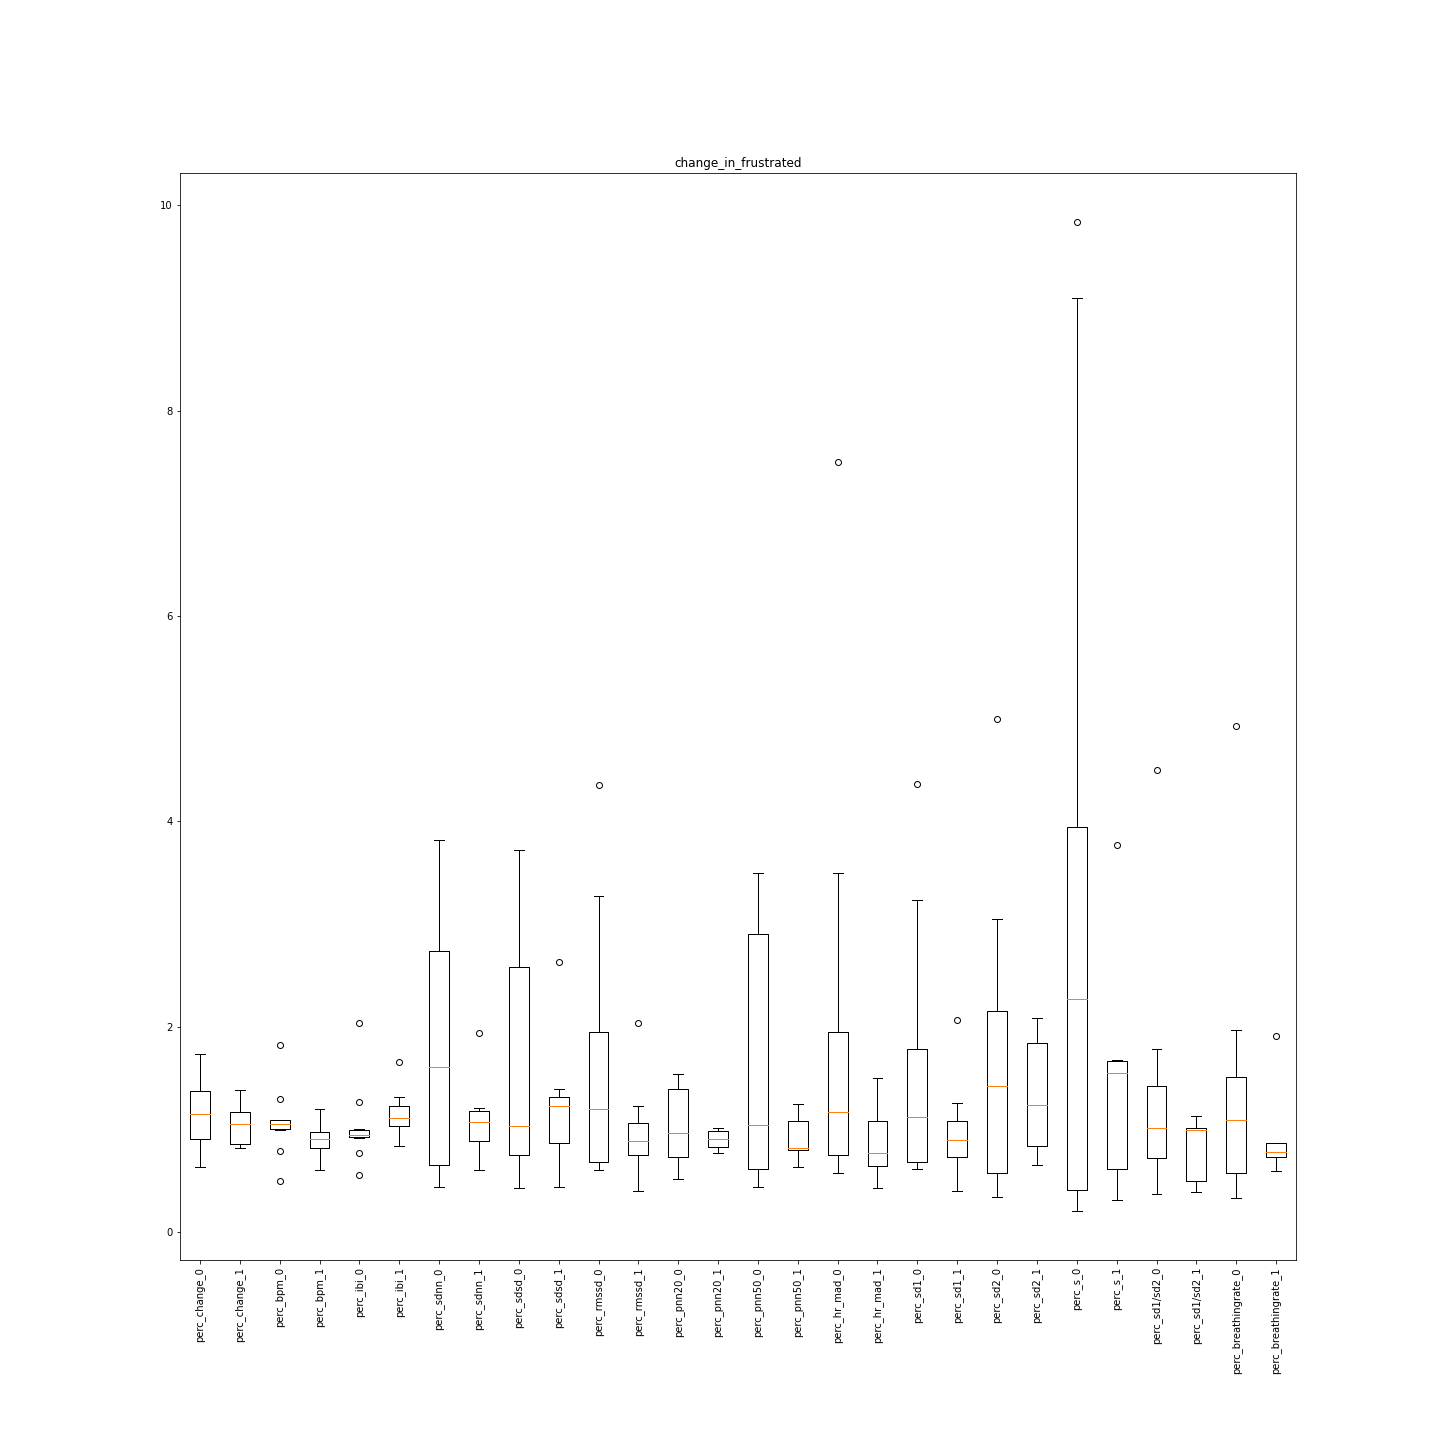 change_in_frustrated
10
8
6
4
2
0
perc_change_0
perc_change_1
perc_bpm_0
perc_bpm_1
perc_ibi_0
perc_ibi_1
perc_sdnn_0
perc_sdnn_1
perc_sdsd_0
perc_sdsd_1
perc_rmssd_0
perc_rmssd_1
perc_pnn20_0
perc_pnn20_1
perc_pnn50_0
perc_pnn50_1
perc_hr_mad_0
perc_hr_mad_1
perc_sd1_0
perc_sd1_1
perc_sd2_0
perc_sd2_1
perc_s_0
perc_s_1
perc_sd1/sd2_0
perc_sd1/sd2_1
perc_breathingrate_0
perc_breathingrate_1